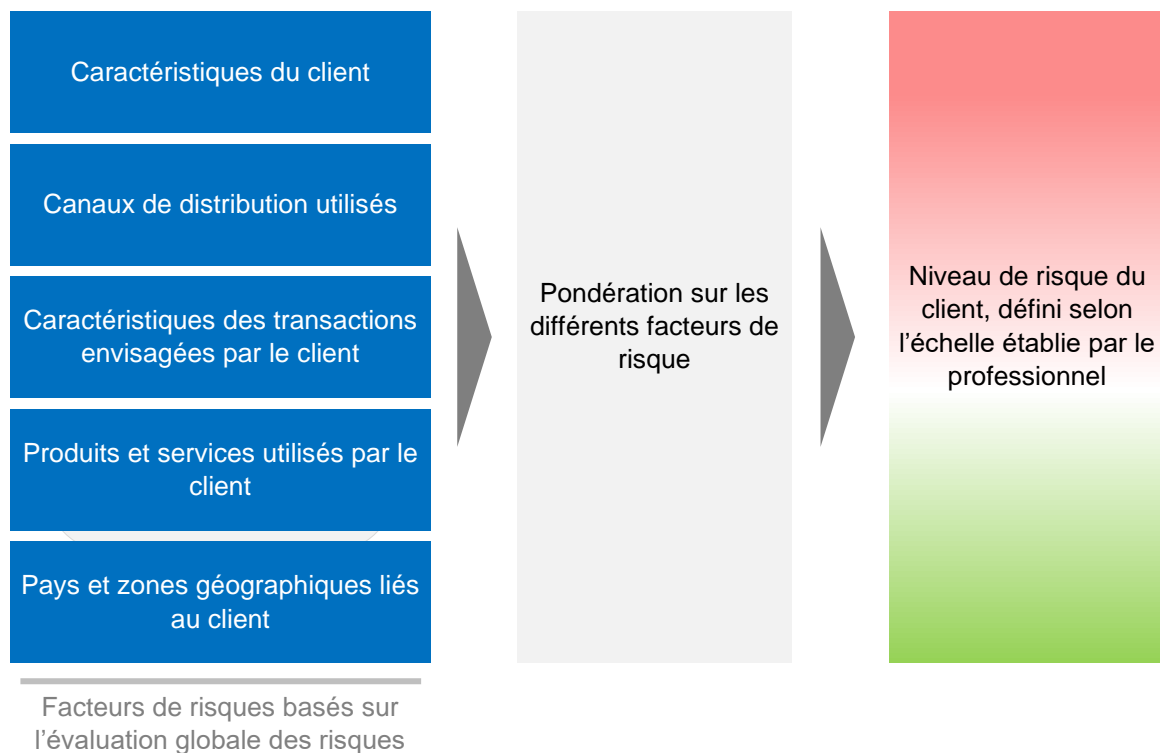 Caractéristiques du client
Canaux de distribution utilisés
Caractéristiques des transactions
envisagées par le client
Produits et services utilisés par le
client
Pays et zones géographiques liés
au client
Facteurs de risques basés sur
l’évaluation globale des risques
Pondération sur les
différents facteurs de
risque
Niveau de risque du
client, défini selon
l’échelle établie par le
professionnel